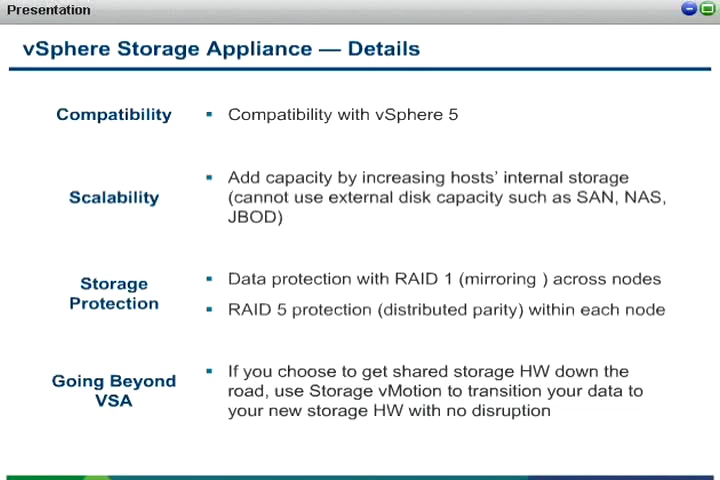 Presentation
vSphere Storage Appliance — Details
Compatibility
▪ Compatibility with vSphere 5
Scalability
▪ Add capacity by increasing hosts’ internal storage
(cannot use external disk capacity such as SAN, NAS,
JBOD)
Storage
Protection
▪ Data protection with RAID 1 (mirroring ) across nodes
▪ RAID 5 protection (distributed parity) within each node
Going Beyond
VSA
▪ If you choose to get shared storage HW down the
road, use Storage vMotion to transition your data to
your new storage HW with no disruption